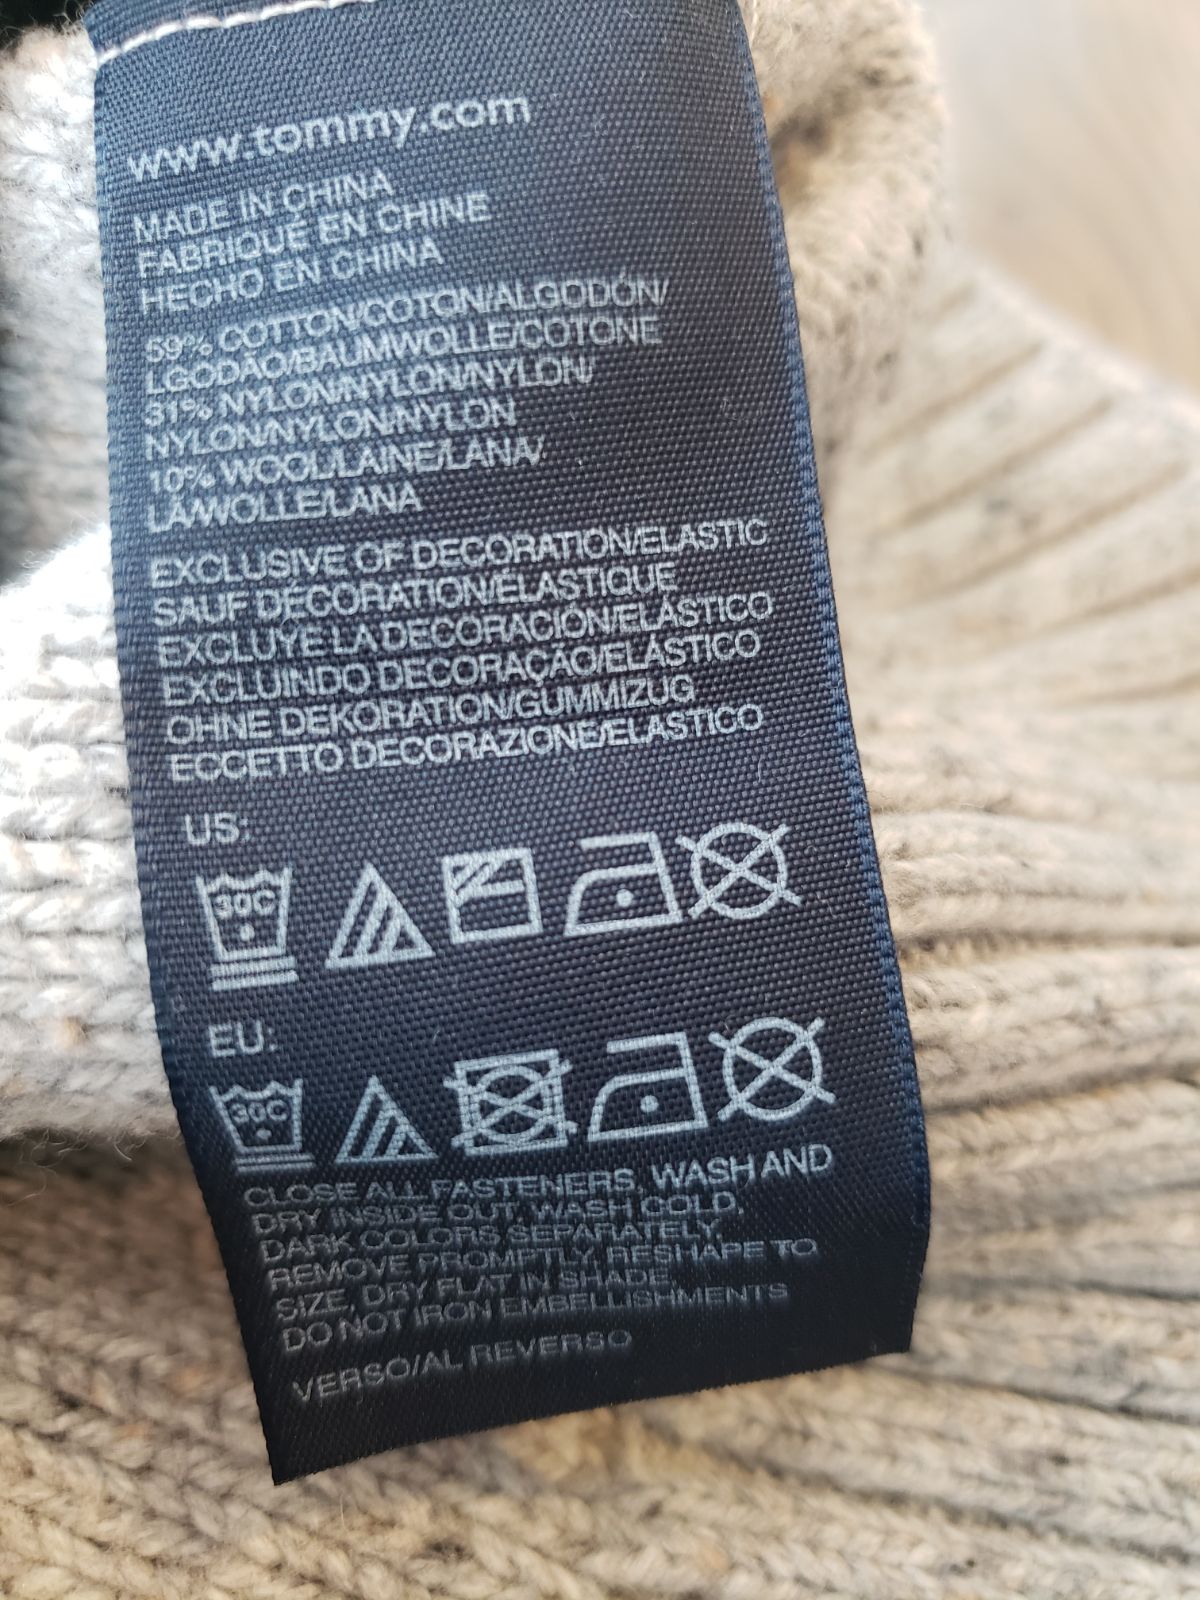 www.tommy.com
MADE IN CHINA
FABRIQUÉ EN CHINE
HECHO EN CHINA
59% COTTON/COTON/ALGODÓN/
LGODÃO/BAUMWOLLE/COTONE
31% NYLON/NYLON/NYLON/
NYLON/NYLON/NYLON
10% WOOL/LAINE/LANA/
LA/WOLLE/LANA
EXCLUSIVE OF DECORATION/ELASTIC
SAUF DÉCORATION/ÉLASTIQUE
EXCLUYE LA DECORACIÓN/ELÁSTICO
EXCLUINDO DECORAÇÃO/ELÁSTICO
OHNE DEKORATION/GUMMIZUG
ECCETTO DECORAZIONE/ELASTICO
US:
30C
EU:
30C
CLOSE ALL FASTENERS, WASH AND
DRY INSIDE OUT, WASH COLD,
DARK COLORS SEPARATELY,
REMOVE PROMPTLY, RESHAPE TO
SIZE, DRY FLAT IN SHADE,
DO NOT IRON EMBELLISHMENTS
VERSO/AL REVERSO